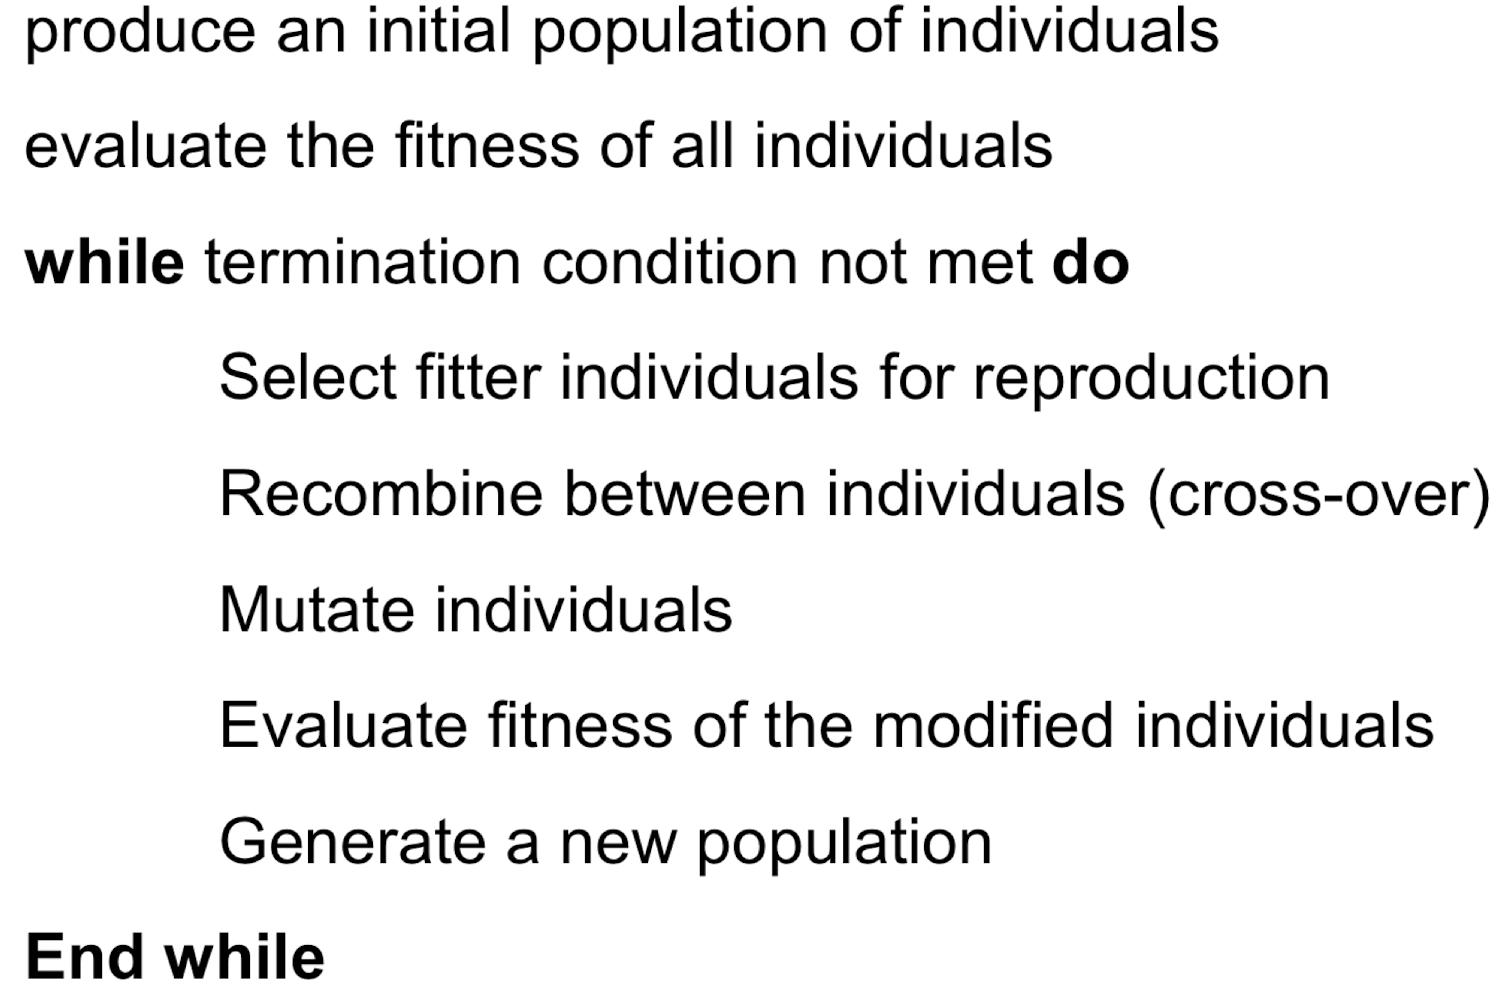 produce an initial population of individuals
evaluate the fitness of all individuals
while termination condition not met do
Select fitter individuals for reproduction
Recombine between individuals (cross-over)
Mutate individuals
Evaluate fitness of the modified individuals
Generate a new population
End while